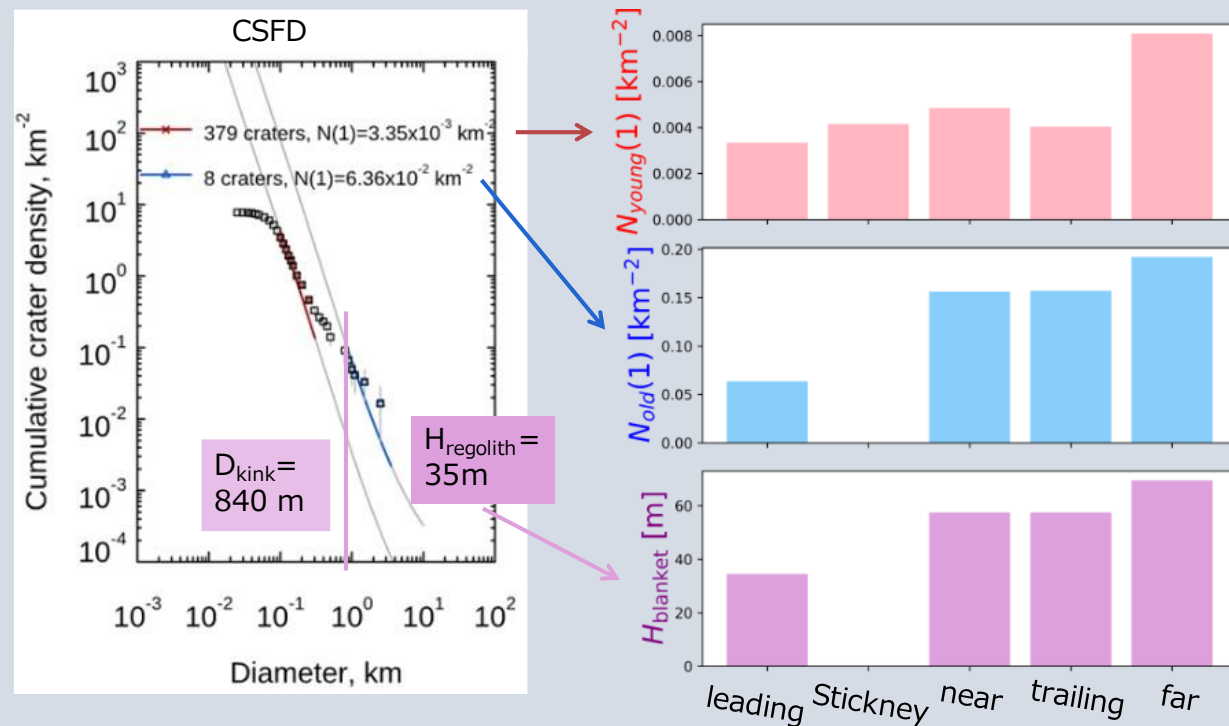 CSFD
Cumulative crater density, km⁻²
10³
10²
10¹
10⁰
10⁻¹
10⁻²
10⁻³
10⁻⁴
379 craters, N(1)=3.35x10⁻³ km⁻²
8 craters, N(1)=6.36x10⁻² km⁻²
D_kink=
840 m
H_regolith=
35m
10⁻³ 10⁻² 10⁻¹ 10⁰ 10¹ 10²
Diameter, km
N_young(1) [km⁻²]
0.008
0.006
0.004
0.002
0.000
N_old(1) [km⁻²]
0.20
0.15
0.10
0.05
0.00
H_blanket [m]
60
40
20
0
leading Stickney near trailing far